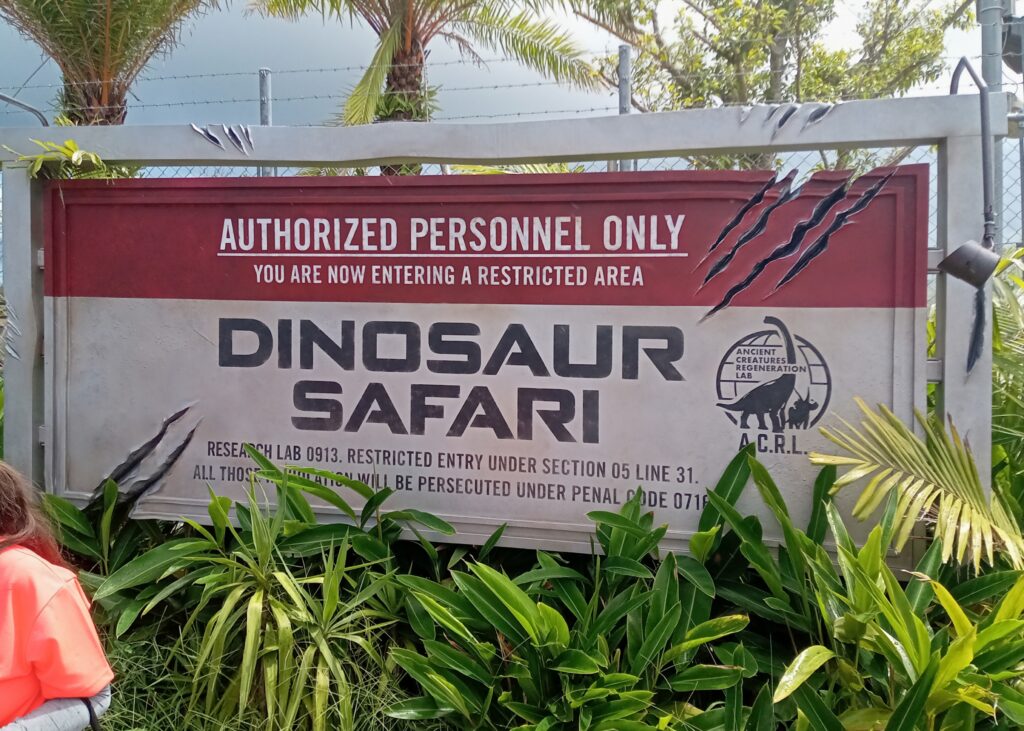 AUTHORIZED PERSONNEL ONLY
YOU ARE NOW ENTERING A RESTRICTED AREA
DINOSAUR
SAFARI
ANCIENT
CREATURES
REGENERATION
LAB
A.C.R.L.
RESEARCH LAB 0913. RESTRICTED ENTRY UNDER SECTION 05 LINE 31.
ALL THOSE WILL BE PERSECUTED UNDER PENAL CODE